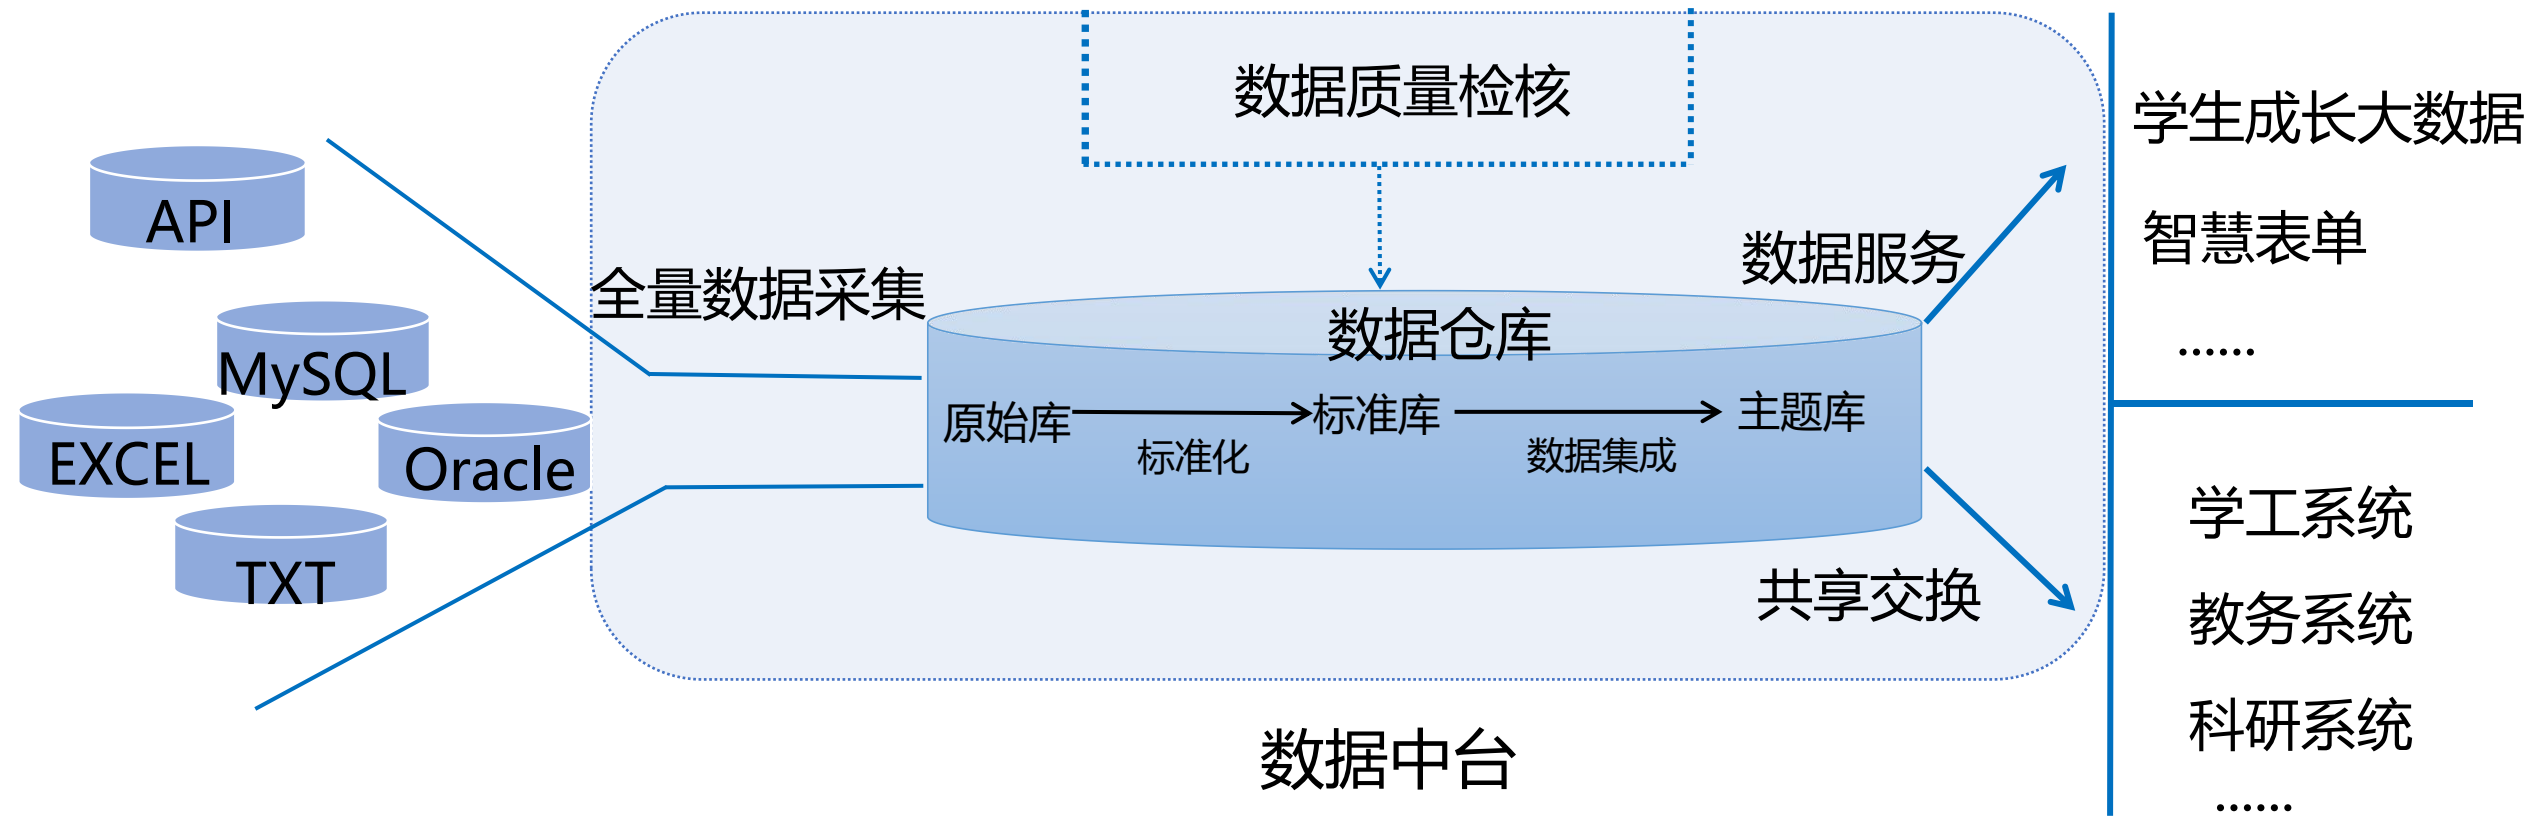 API
MySQL
EXCEL
Oracle
TXT
全量数据采集
数据质量检核
数据仓库
原始库
标准化
标准库
数据集成
主题库
数据服务
共享交换
数据中台
学生成长大数据
智慧表单
......
学工系统
教务系统
科研系统
......